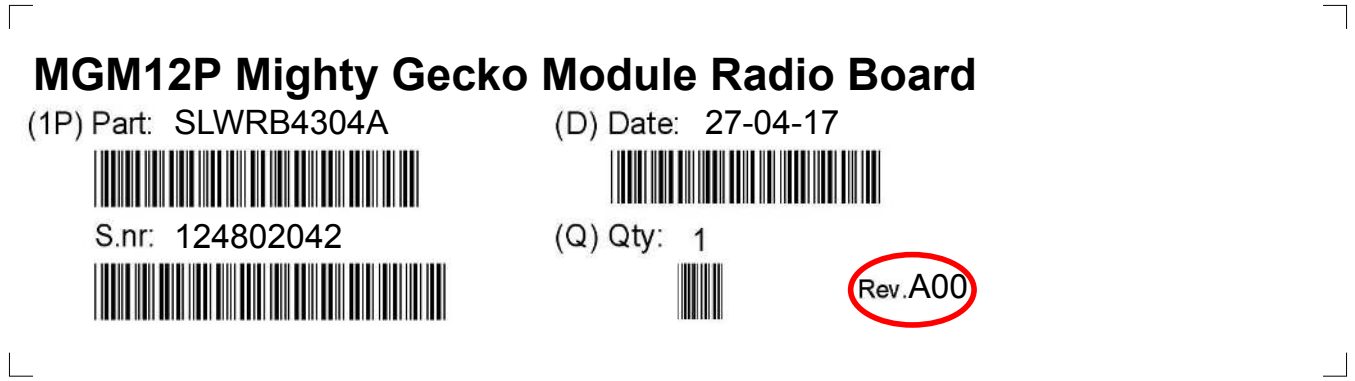 MGM12P Mighty Gecko Module Radio Board
(1P) Part: SLWRB4304A
(D) Date: 27-04-17
S.nr: 124802042
(Q) Qty: 1
Rev.A00